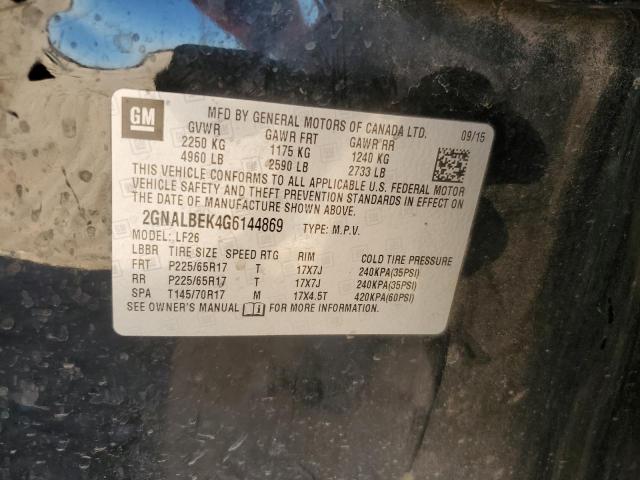 GM
MFD BY GENERAL MOTORS OF CANADA LTD. 09/15
GVWR GAWR FRT GAWR RR
2250 KG 1175 KG 1240 KG
4960 LB 2590 LB 2733 LB
THIS VEHICLE CONFORMS TO ALL APPLICABLE U.S. FEDERAL MOTOR
VEHICLE SAFETY AND THEFT PREVENTION STANDARDS IN EFFECT ON
THE DATE OF MANUFACTURE SHOWN ABOVE.
2GNALBEK4G6144869 TYPE: M.P.V.
MODEL: LF26
LBBR TIRE SIZE SPEED RTG RIM COLD TIRE PRESSURE
FRT P225/65R17 T 17X7J 240KPA(35PSI)
RR P225/65R17 T 17X7J 240KPA(35PSI)
SPA T145/70R17 M 17X4.5T 420KPA(60PSI)
SEE OWNER'S MANUAL FOR MORE INFORMATION.